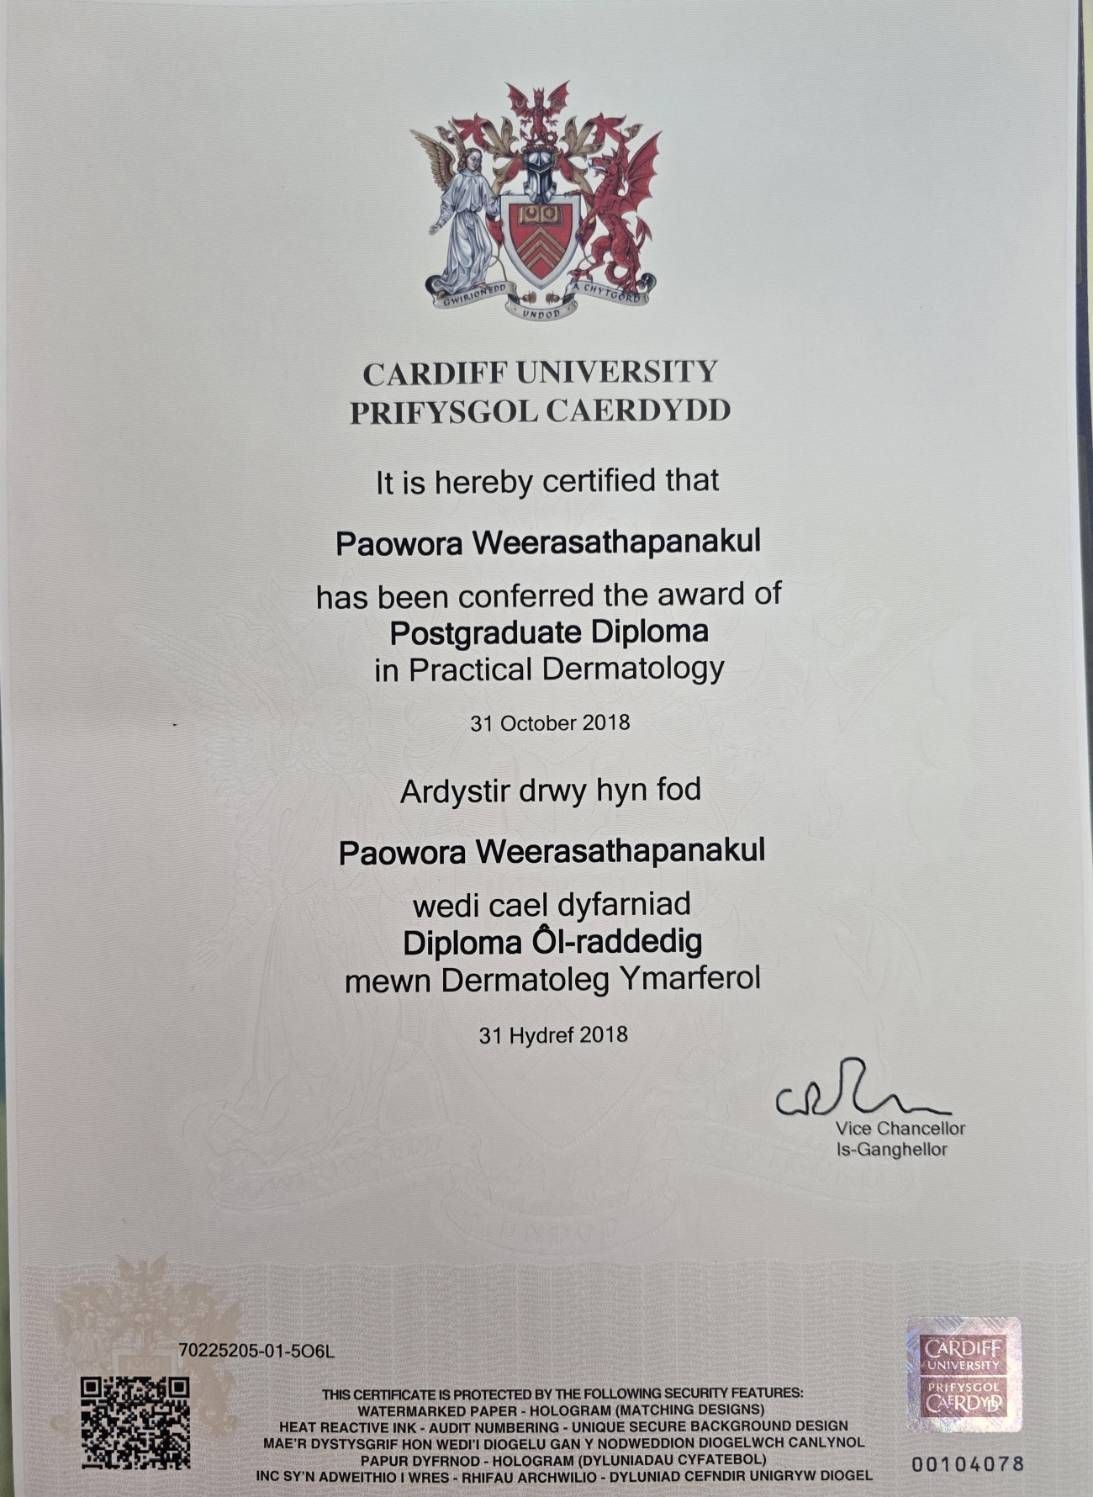 GWIRIONEDD
UNDOD
A CHYTGORD
CARDIFF UNIVERSITY
PRIFYSGOL CAERDYDD
It is hereby certified that
Paowora Weerasathapanakul
has been conferred the award of
Postgraduate Diploma
in Practical Dermatology
31 October 2018
Ardystir drwy hyn fod
Paowora Weerasathapanakul
wedi cael dyfarniad
Diploma Ôl-raddedig
mewn Dermatoleg Ymarferol
31 Hydref 2018
Vice Chancellor
Is-Ganghellor
UNDOD
70225205-01-5O6L
THIS CERTIFICATE IS PROTECTED BY THE FOLLOWING SECURITY FEATURES:
WATERMARKED PAPER - HOLOGRAM (MATCHING DESIGNS)
HEAT REACTIVE INK - AUDIT NUMBERING - UNIQUE SECURE BACKGROUND DESIGN
MAE'R DYSTYSGRIF HON WEDI'I DIOGELU GAN Y NODWEDDION DIOGELWCH CANLYNOL
PAPUR DYFRNOD - HOLOGRAM (DYLUNIADAU CYFATEBOL)
INC SY'N ADWEITHIO I WRES - RHIFAU ARCHWILIO - DYLUNIAD CEFNDIR UNIGRYW DIOGEL
CARDIFF
UNIVERSITY
PRIFYSGOL
CAERDYDD
00104078